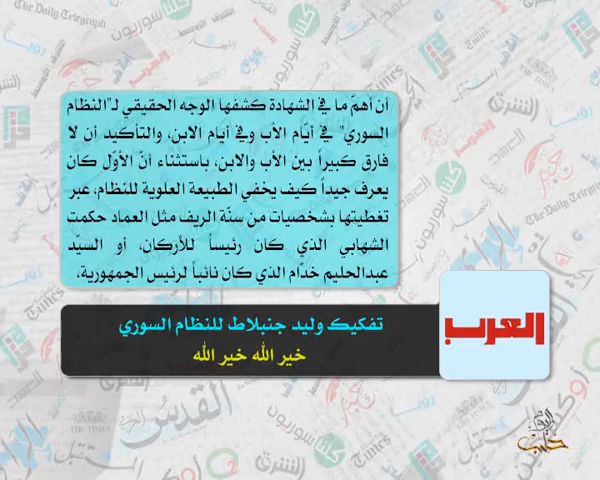 أن أهمّ ما في الشهادة كشفها الوجه الحقيقي لـ"النظام
السوري" في أيّام الأب وفي أيام الابن، والتأكيد أن لا
فارق كبيراً بين الأب والابن، باستثناء أنّ الأوّل كان
يعرف جيداً كيف يخفي الطبيعة العلوية للنظام، عبر
تغطيتها بشخصيات من سنّة الريف مثل العماد حكمت
الشهابي الذي كان رئيساً للأركان، أو السيّد
عبدالحليم خدّام الذي كان نائباً لرئيس الجمهورية،
العرب
تفكيك وليد جنبلاط للنظام السوري
خير الله خير الله